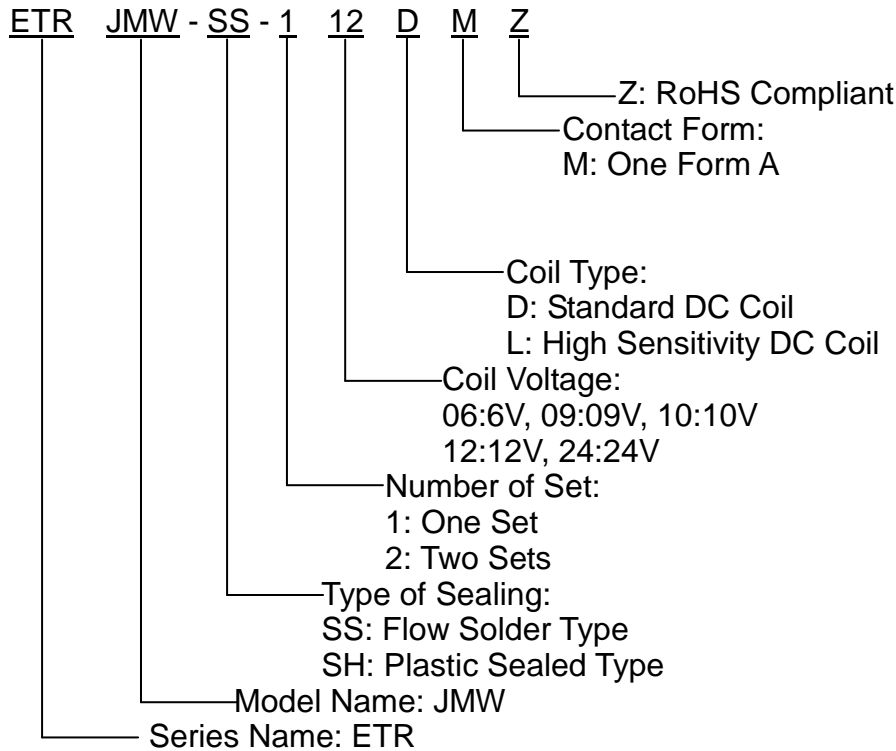 ETR JMW - SS - 1 12 D M Z
Z: RoHS Compliant
Contact Form:
M: One Form A
Coil Type:
D: Standard DC Coil
L: High Sensitivity DC Coil
Coil Voltage:
06:6V, 09:09V, 10:10V
12:12V, 24:24V
Number of Set:
1: One Set
2: Two Sets
Type of Sealing:
SS: Flow Solder Type
SH: Plastic Sealed Type
Model Name: JMW
Series Name: ETR